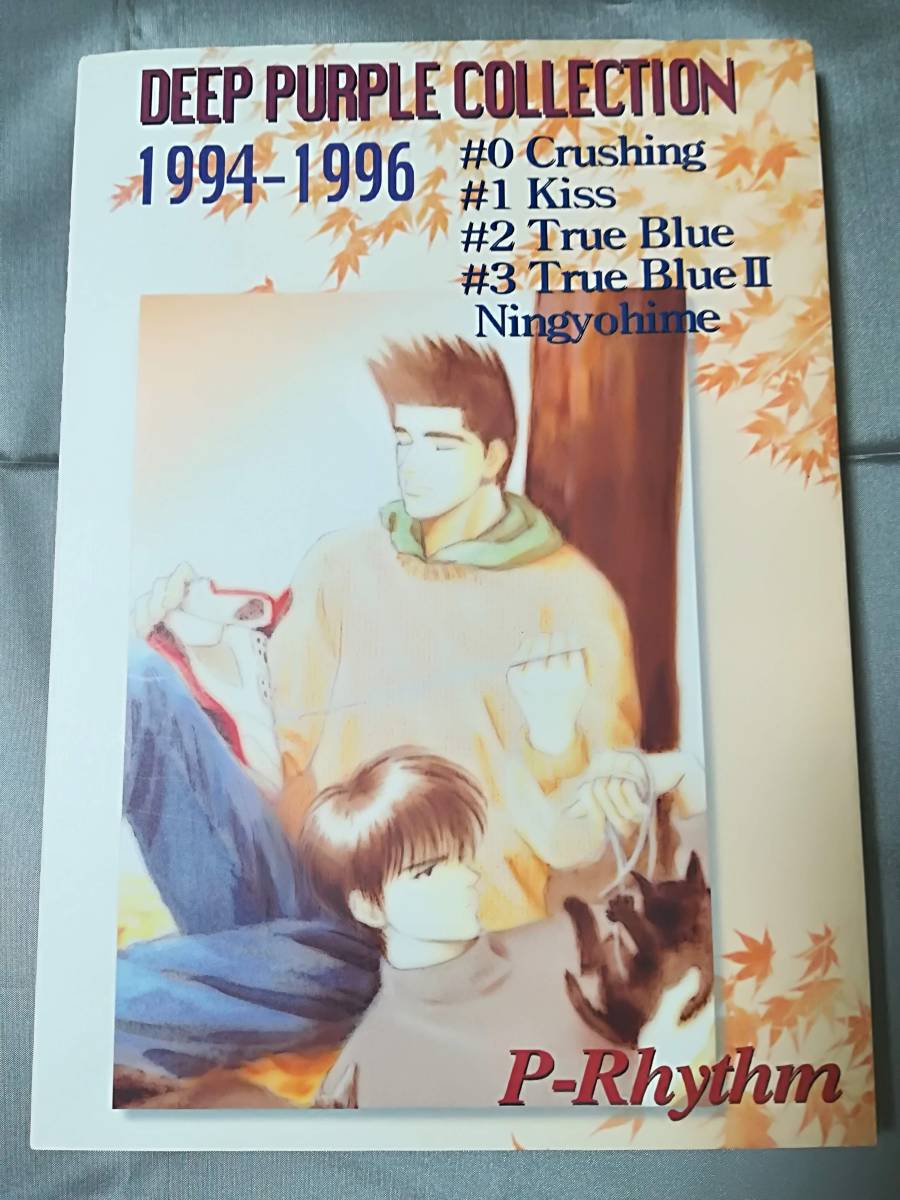 DEEP PURPLE COLLECTION
1994-1996
#0 Crushing
#1 Kiss
#2 True Blue
#3 True Blue II
Ningyohime
P-Rhythm